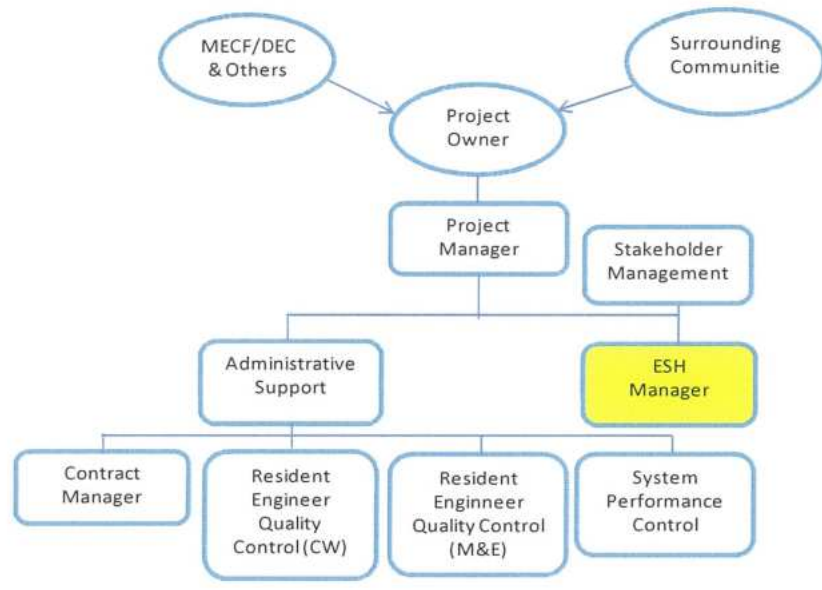 MECF/DEC
& Others
Surrounding
Communitie
Project
Owner
Project
Manager
Stakeholder
Management
Administrative
Support
ESH
Manager
Contract
Manager
Resident
Engineer
Quality
Control (CW)
Resident
Enginneer
Quality Control
(M&E)
System
Performance
Control